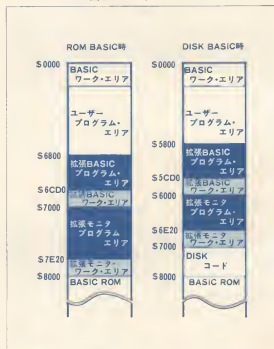 ROM BASIC時
$0000
BASIC
ワーク・エリア
ユーザー
プログラム・
エリア
$6800
拡張BASIC
プログラム・
エリア
$6CD0
拡張BASIC
ワーク・エリア
$7000
拡張モニタ
プログラム
エリア
$7E20
拡張モニタ
ワーク・エリア
$8000
BASIC ROM
DISK BASIC時
$0000
BASIC
ワーク・エリア
ユーザー
プログラム・
エリア
$5800
拡張BASIC
プログラム・
エリア
$5CD0
拡張BASIC
ワーク・エリア
$6000
拡張モニタ
プログラム・
エリア
$6E20
拡張モニタ
ワーク・エリア
$7000
DISK
コード
$8000
BASIC ROM